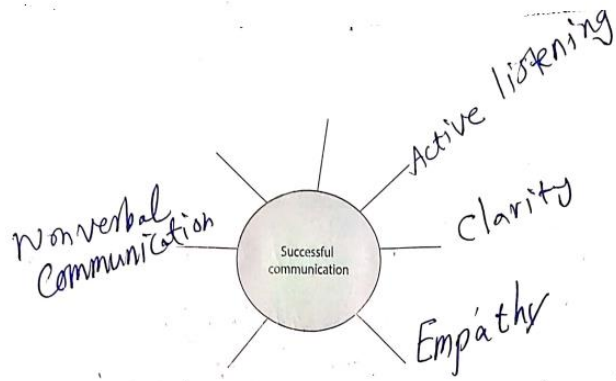 Active listening
Nonverbal
Communication
Clarity
Successful
communication
Empathy